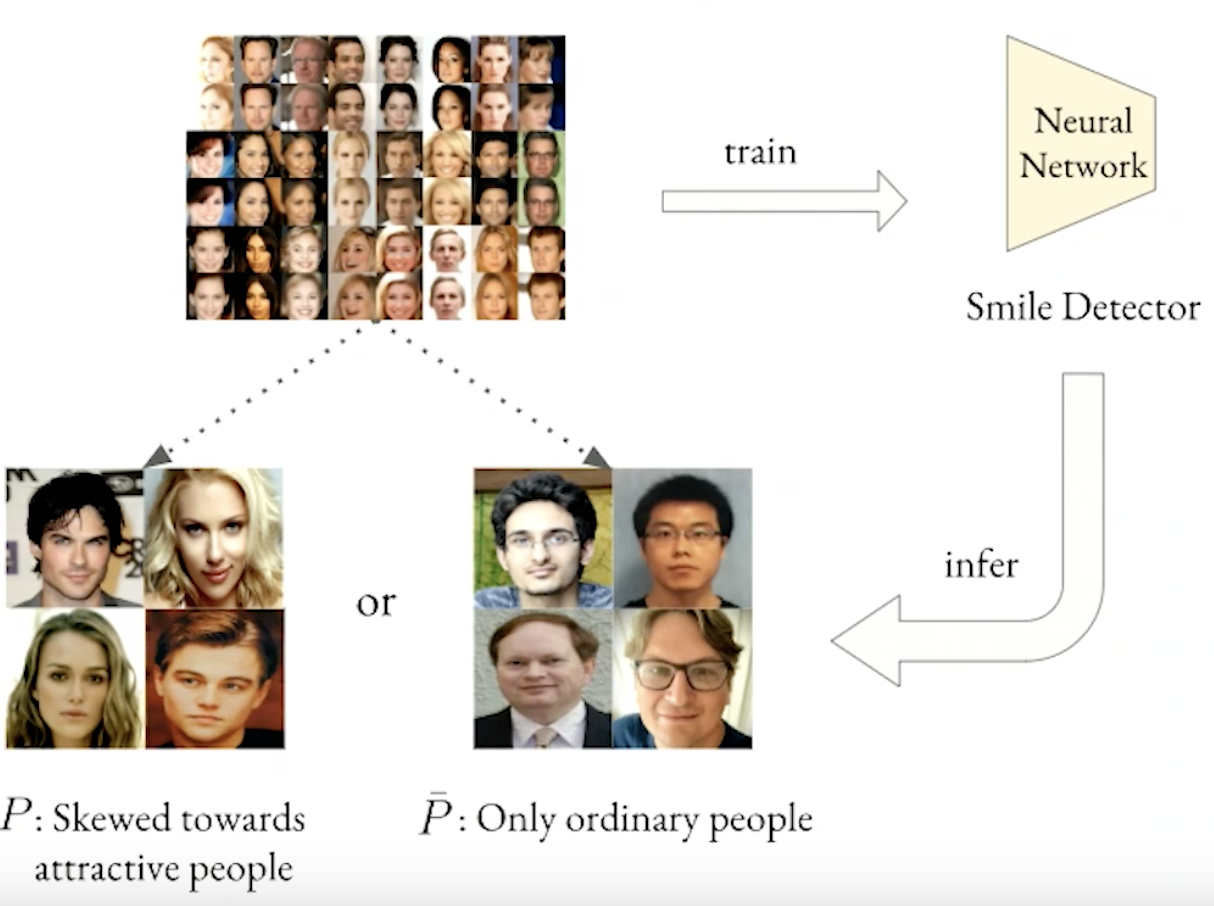 train
Neural
Network
Smile Detector
infer
or
P: Skewed towards
attractive people
P̄: Only ordinary people